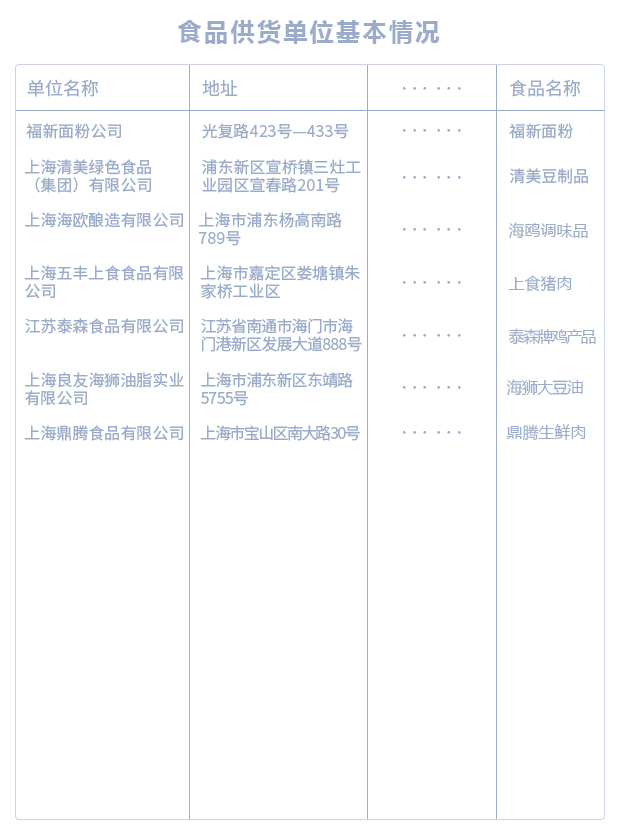 食品供货单位基本情况
单位名称 地址 ······ 食品名称
福新面粉公司 光复路423号—433号 ······ 福新面粉
上海清美绿色食品
（集团）有限公司 浦东新区宣桥镇三灶工
业园区宣春路201号 ······ 清美豆制品
上海海欧酿造有限公司 上海市浦东杨高南路
789号 ······ 海鸥调味品
上海五丰上食食品有限
公司 上海市嘉定区娄塘镇朱
家桥工业区 ······ 上食猪肉
江苏泰森食品有限公司 江苏省南通市海门市海
门港新区发展大道888号 ······ 泰森牌鸡产品
上海良友海狮油脂实业
有限公司 上海市浦东新区东靖路
5755号 ······ 海狮大豆油
上海鼎腾食品有限公司 上海市宝山区南大路30号 ······ 鼎腾生鲜肉